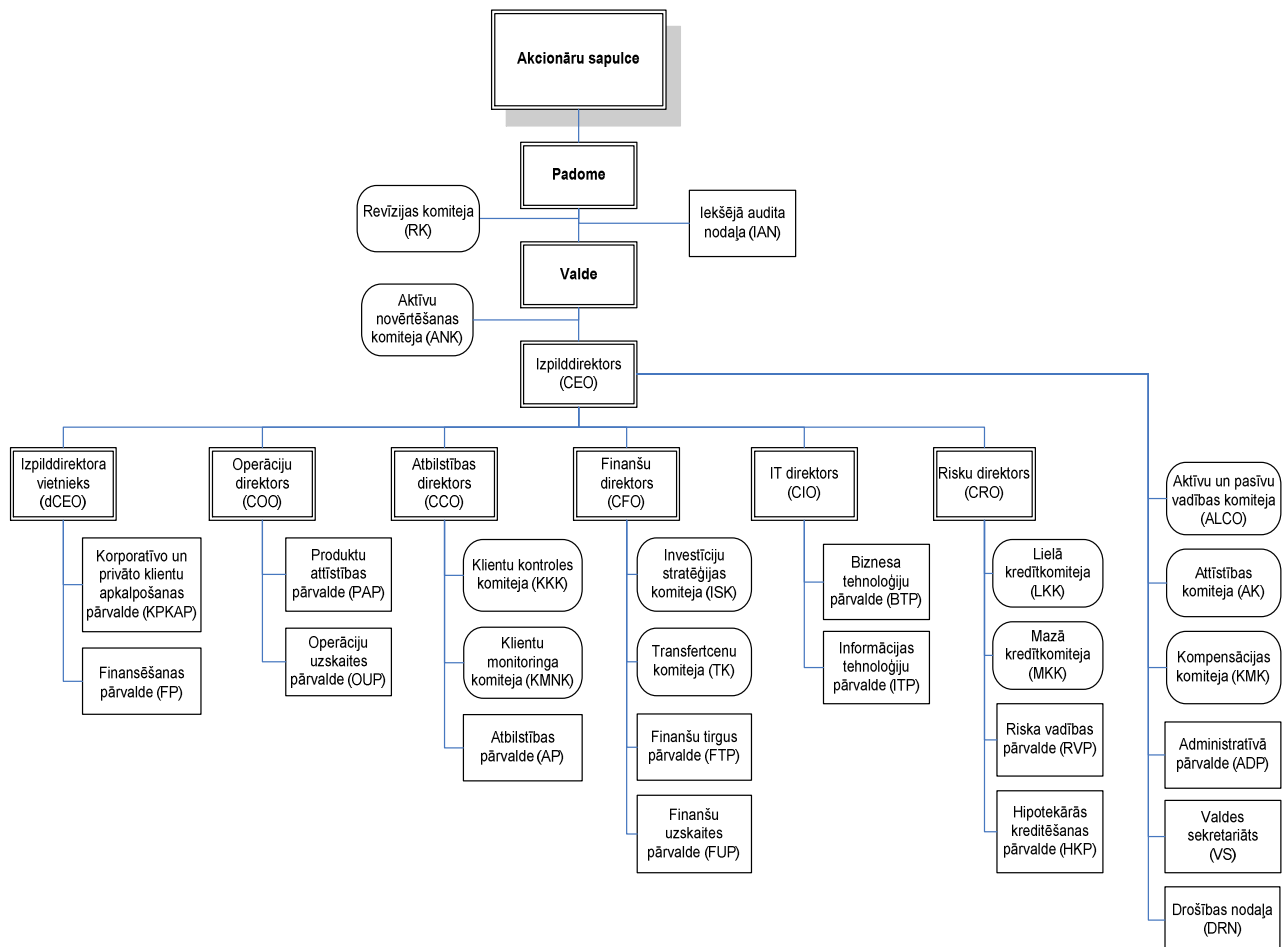 Akcionāru sapulce
Padome
Revīzijas komiteja
(RK)
Iekšējā audita
nodaļa (IAN)
Valde
Aktīvu
novērtēšanas
komiteja (ANK)
Izpilddirektors
(CEO)
Izpilddirektora
vietnieks
(dCEO)
Operāciju
direktors
(COO)
Atbilstības
direktors
(CCO)
Finanšu
direktors
(CFO)
IT direktors
(CIO)
Risku direktors
(CRO)
Korporatīvo un
privāto klientu
apkalpošanas
pārvalde (KPKAP)
Finansēšanas
pārvalde (FP)
Produktu
attīstības
pārvalde (PAP)
Operāciju
uzskaites
pārvalde (OUP)
Klientu kontroles
komiteja (KKK)
Klientu
monitoringa
komiteja (KMNK)
Atbilstības
pārvalde (AP)
Investīciju
stratēģijas
komiteja (ISK)
Transfertcenu
komiteja (TK)
Finanšu tirgus
pārvalde (FTP)
Finanšu
uzskaites
pārvalde (FUP)
Biznesa
tehnoloģiju
pārvalde (BTP)
Informācijas
tehnoloģiju
pārvalde (ITP)
Lielā
kredītkomiteja
(LKK)
Mazā
kredītkomiteja
(MKK)
Riska vadības
pārvalde (RVP)
Hipotekārās
kreditēšanas
pārvalde (HKP)
Aktīvu un pasīvu
vadības komiteja
(ALCO)
Attīstības
komiteja (AK)
Kompensācijas
komiteja (KMK)
Administratīvā
pārvalde (ADP)
Valdes
sekretariāts
(VS)
Drošības nodaļa
(DRN)